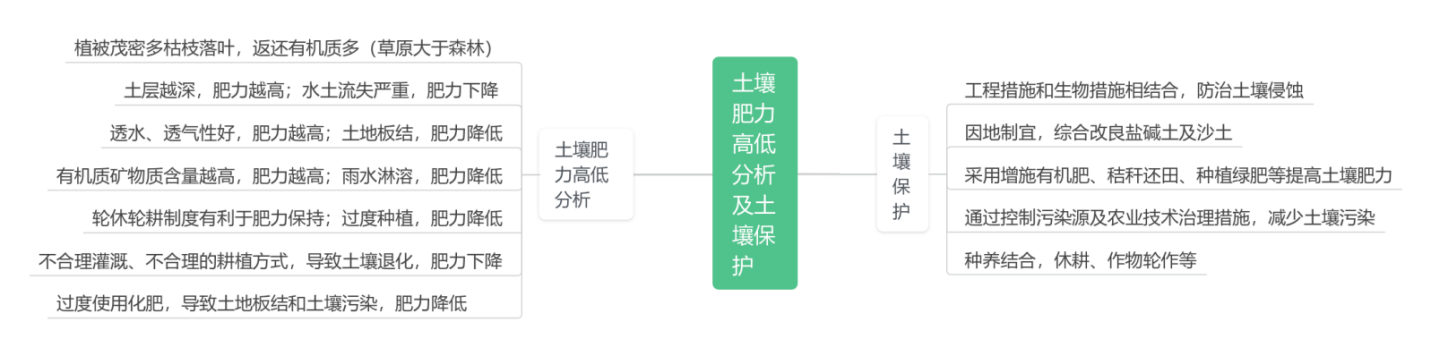 土壤
肥力
高低
分析
及土
壤保
护
土壤肥
力高低
分析
植被茂密多枯枝落叶，返还有机质多（草原大于森林）
土层越深，肥力越高；水土流失严重，肥力下降
透水、透气性好，肥力越高；土地板结，肥力降低
有机质矿物质含量越高，肥力越高；雨水淋溶，肥力降低
轮休轮耕制度有利于肥力保持；过度种植，肥力降低
不合理灌溉、不合理的耕植方式，导致土壤退化，肥力下降
过度使用化肥，导致土地板结和土壤污染，肥力降低
土
壤
保
护
工程措施和生物措施相结合，防治土壤侵蚀
因地制宜，综合改良盐碱土及沙土
采用增施有机肥、秸秆还田、种植绿肥等提高土壤肥力
通过控制污染源及农业技术治理措施，减少土壤污染
种养结合，休耕、作物轮作等